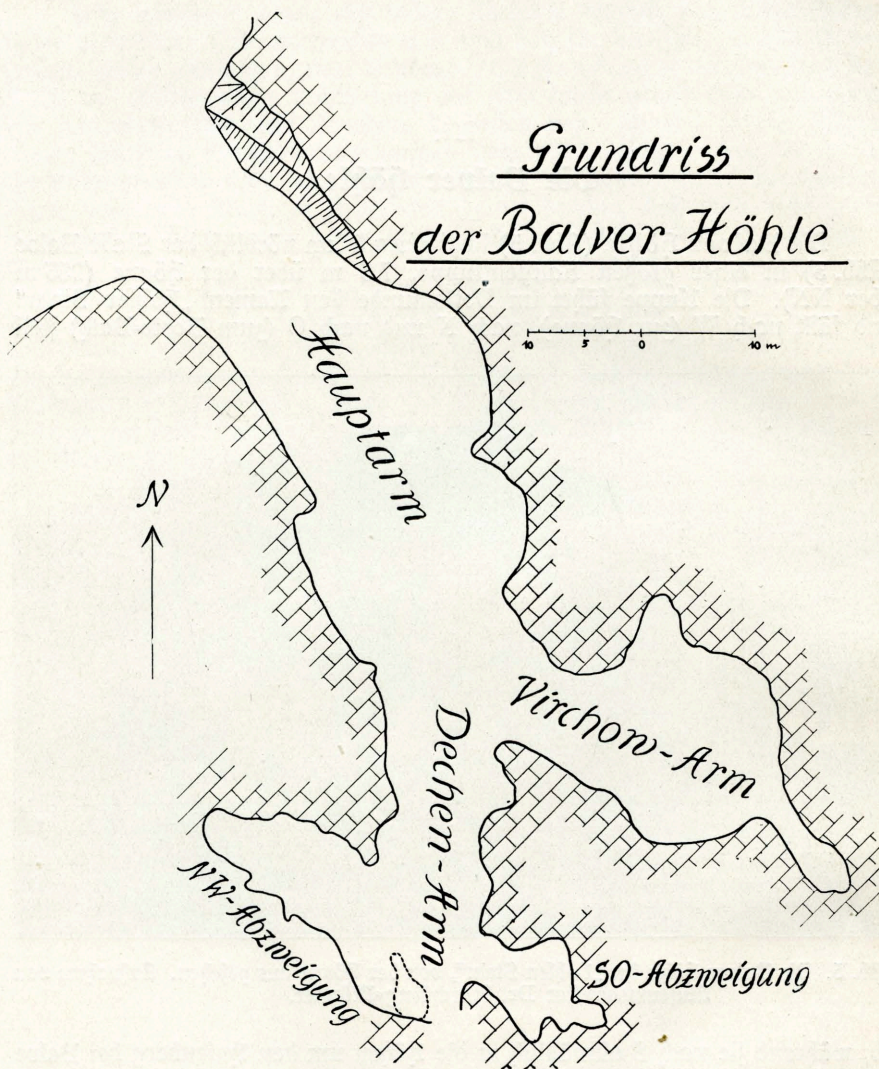 Grundriss
der Balver Höhle
10 5 0 10 m
Hauptarm
N
Virchow-Arm
Dechen-Arm
NW-Abzweigung
SO-Abzweigung